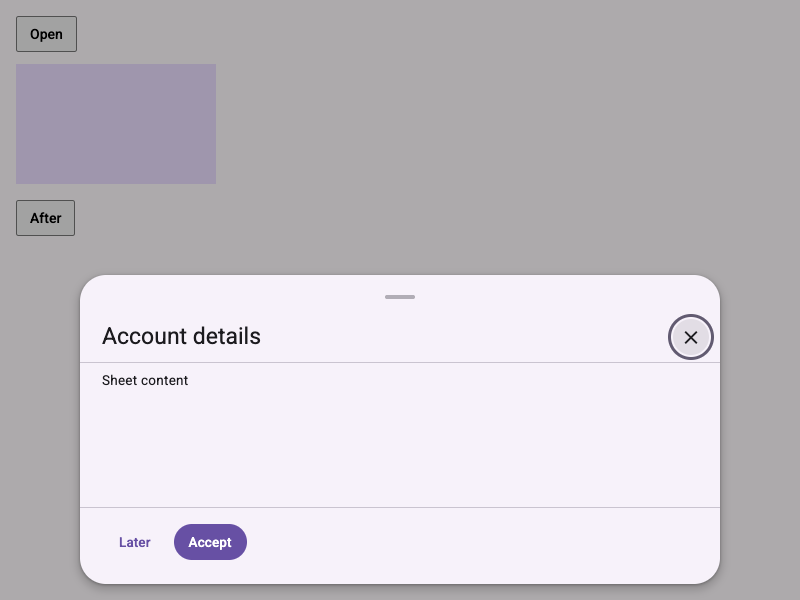 Open
After
Account details
Sheet content
Later
Accept